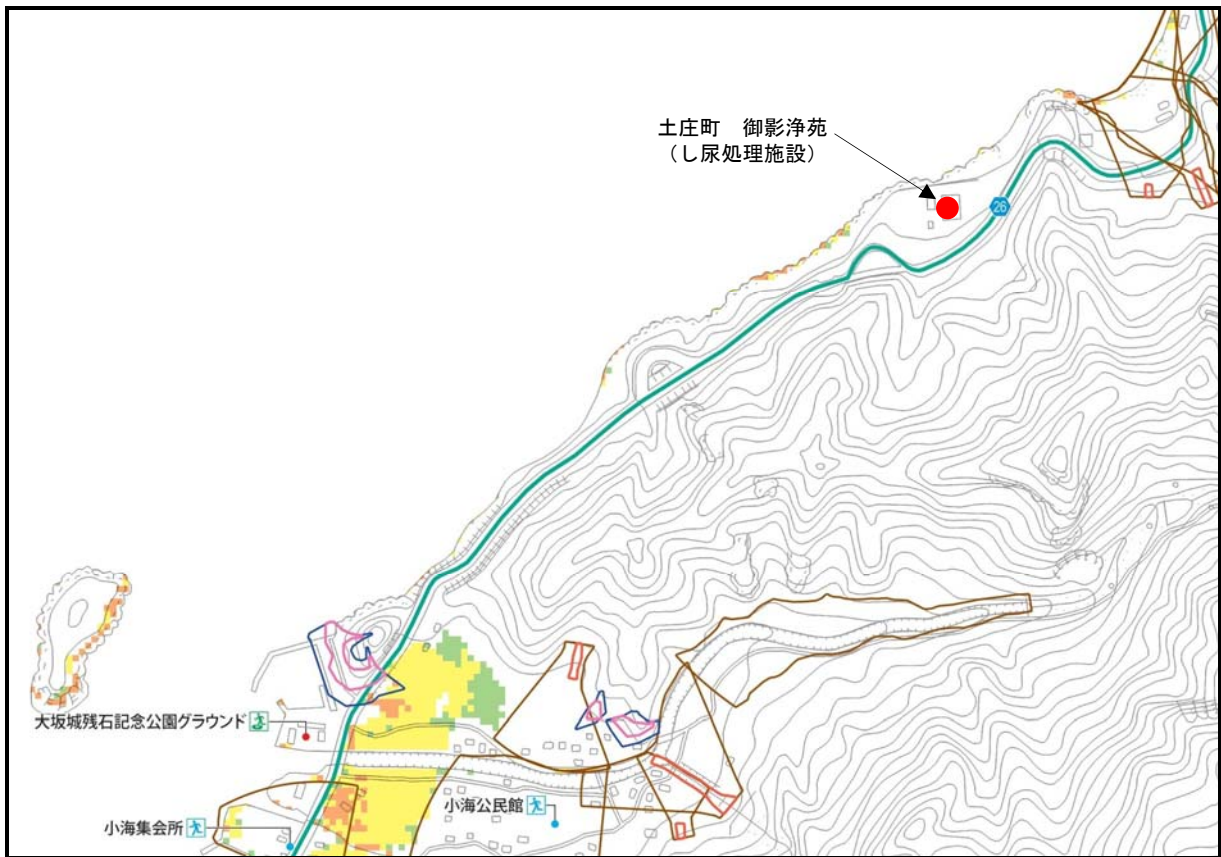 土庄町　御影浄苑
（し尿処理施設）
26
大坂城残石記念公園グラウンド
小海公民館
小海集会所